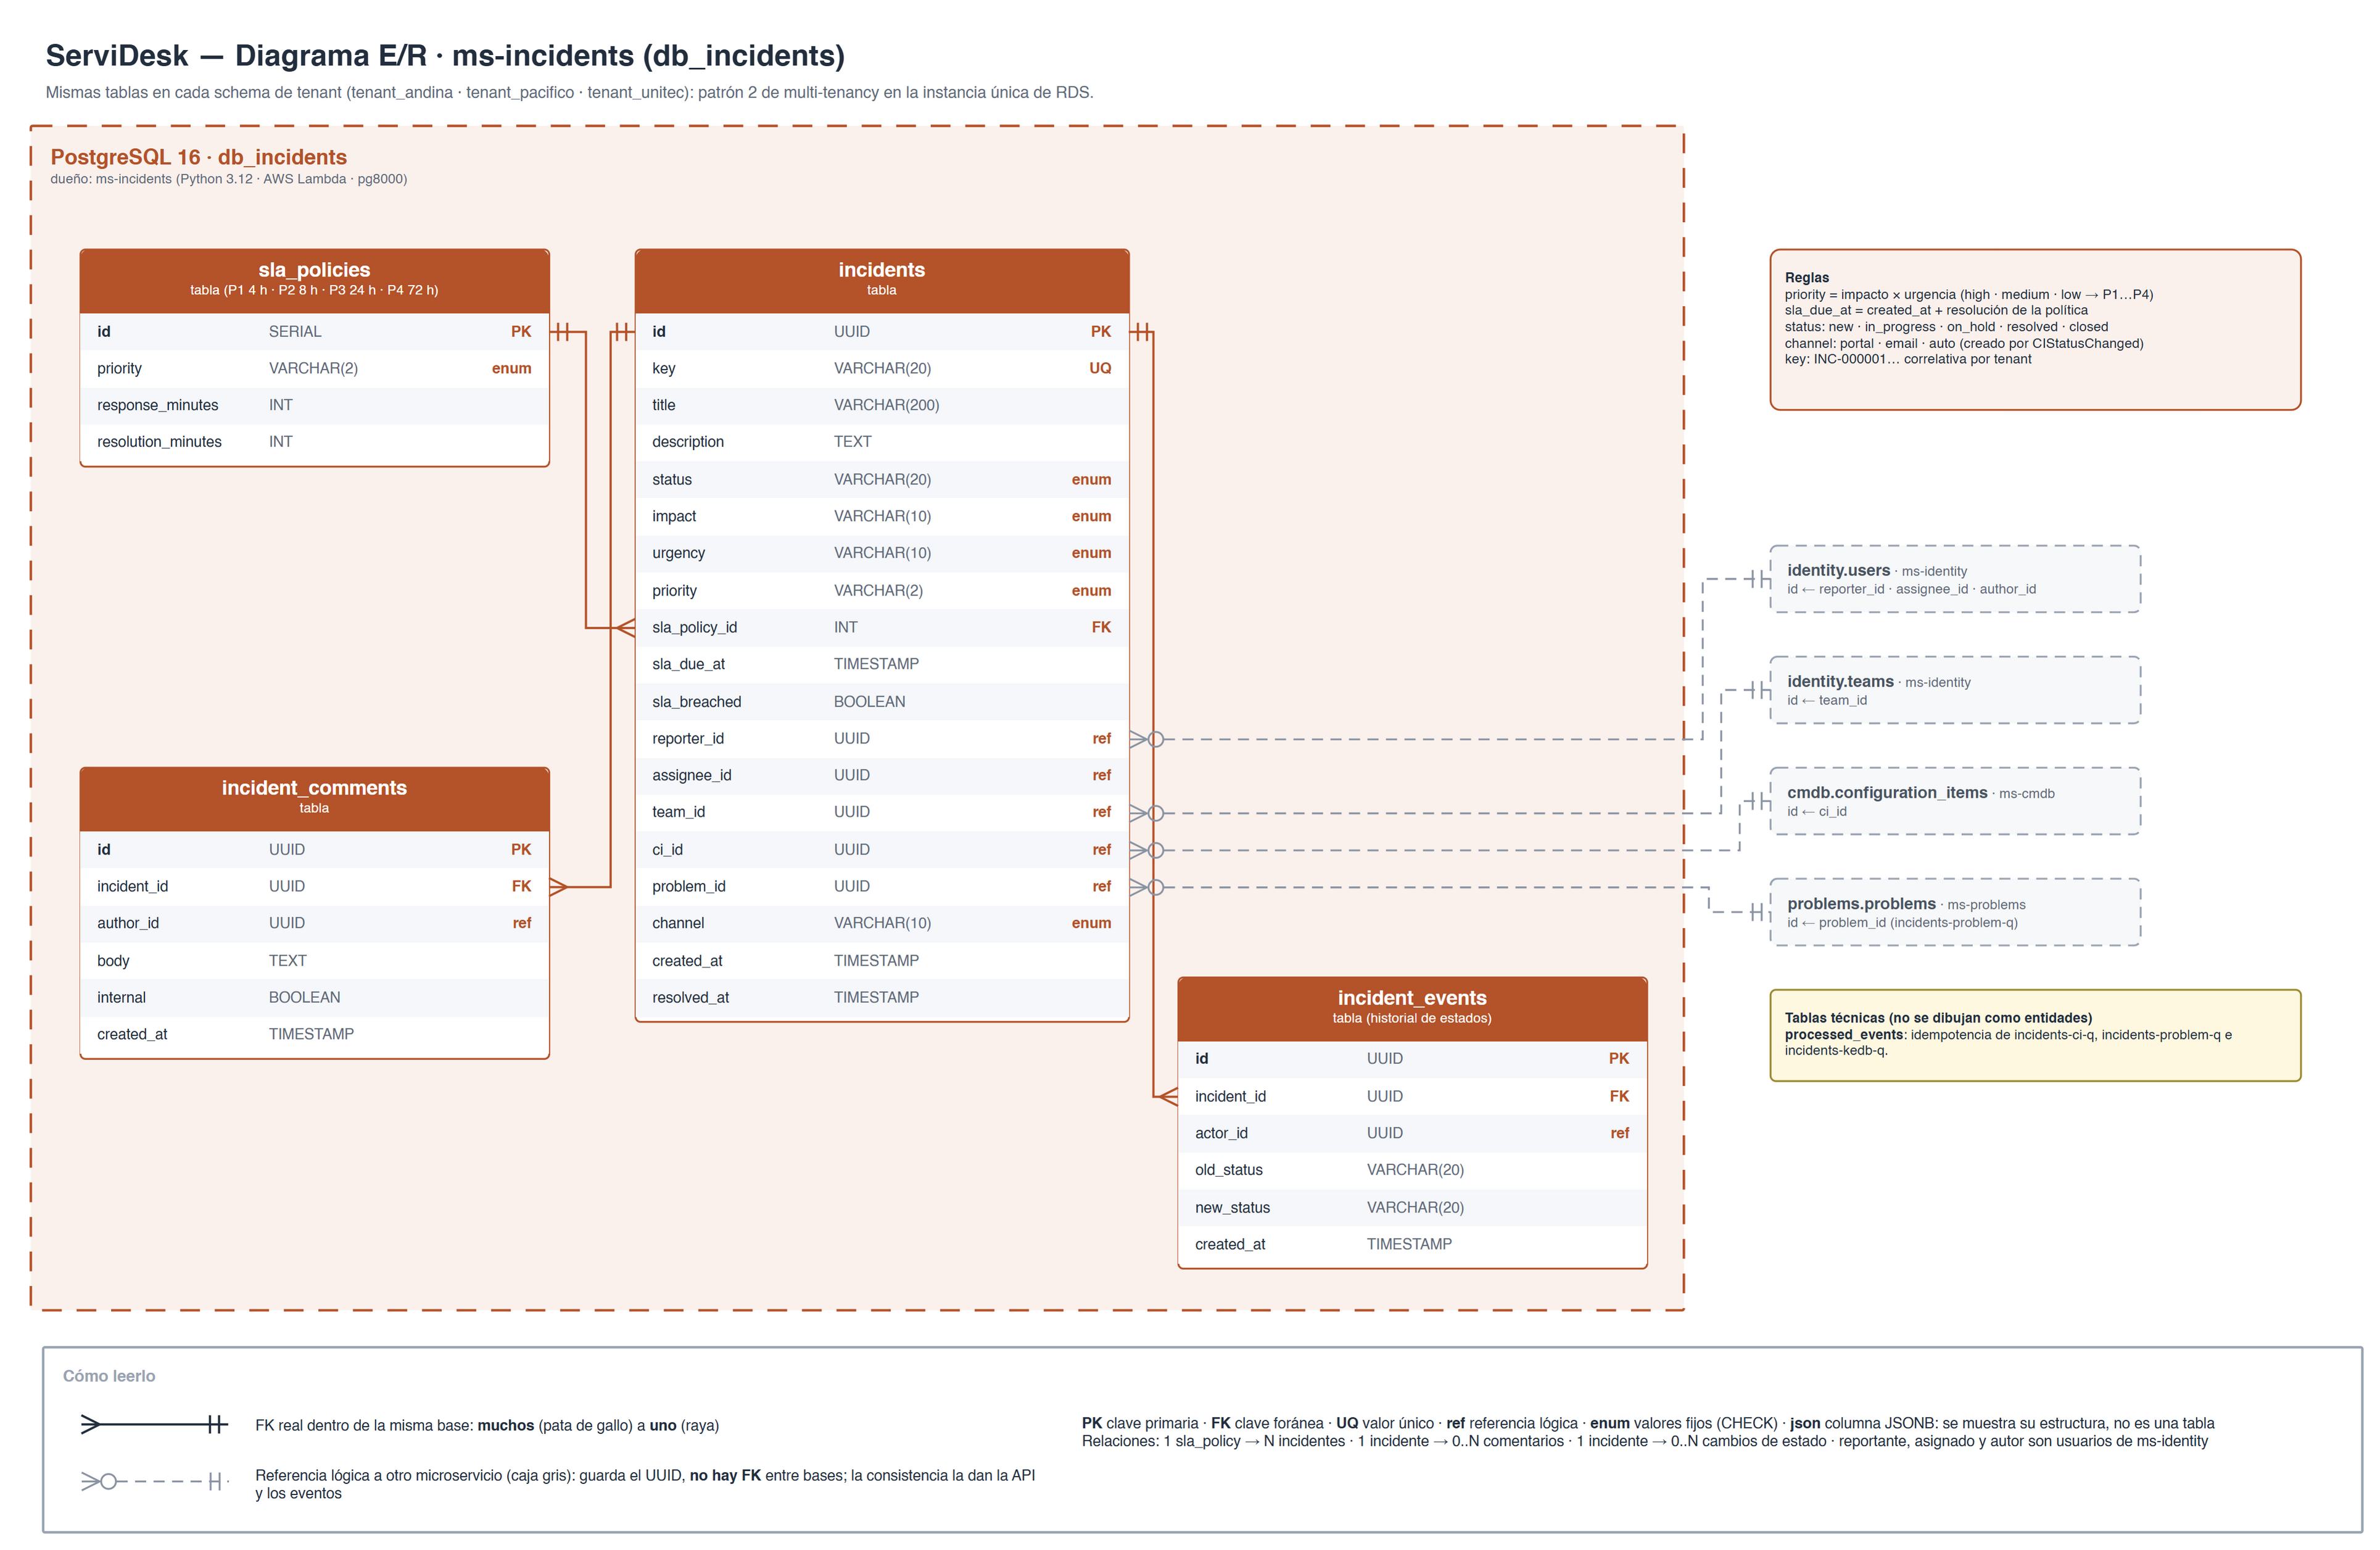 ServiDesk — Diagrama E/R · ms-incidents (db_incidents)
Mismas tablas en cada schema de tenant (tenant_andina · tenant_pacifico · tenant_unitec): patrón 2 de multi-tenancy en la instancia única de RDS.
PostgreSQL 16 · db_incidents
dueño: ms-incidents (Python 3.12 · AWS Lambda · pg8000)
sla_policies
tabla (P1 4 h · P2 8 h · P3 24 h · P4 72 h)
id SERIAL PK
priority VARCHAR(2) enum
response_minutes INT
resolution_minutes INT
incident_comments
tabla
id UUID PK
incident_id UUID FK
author_id UUID ref
body TEXT
internal BOOLEAN
created_at TIMESTAMP
incidents
tabla
id UUID PK
key VARCHAR(20) UQ
title VARCHAR(200)
description TEXT
status VARCHAR(20) enum
impact VARCHAR(10) enum
urgency VARCHAR(10) enum
priority VARCHAR(2) enum
sla_policy_id INT FK
sla_due_at TIMESTAMP
sla_breached BOOLEAN
reporter_id UUID ref
assignee_id UUID ref
team_id UUID ref
ci_id UUID ref
problem_id UUID ref
channel VARCHAR(10) enum
created_at TIMESTAMP
resolved_at TIMESTAMP
incident_events
tabla (historial de estados)
id UUID PK
incident_id UUID FK
actor_id UUID ref
old_status VARCHAR(20)
new_status VARCHAR(20)
created_at TIMESTAMP
Reglas
priority = impacto × urgencia (high · medium · low → P1…P4)
sla_due_at = created_at + resolución de la política
status: new · in_progress · on_hold · resolved · closed
channel: portal · email · auto (creado por CIStatusChanged)
key: INC-000001… correlativa por tenant
identity.users · ms-identity
id ← reporter_id · assignee_id · author_id
identity.teams · ms-identity
id ← team_id
cmdb.configuration_items · ms-cmdb
id ← ci_id
problems.problems · ms-problems
id ← problem_id (incidents-problem-q)
Tablas técnicas (no se dibujan como entidades)
processed_events: idempotencia de incidents-ci-q, incidents-problem-q e
incidents-kedb-q.
Cómo leerlo
FK real dentro de la misma base: muchos (pata de gallo) a uno (raya)
Referencia lógica a otro microservicio (caja gris): guarda el UUID, no hay FK entre bases; la consistencia la dan la API
y los eventos
PK clave primaria · FK clave foránea · UQ valor único · ref referencia lógica · enum valores fijos (CHECK) · json columna JSONB: se muestra su estructura, no es una tabla
Relaciones: 1 sla_policy → N incidentes · 1 incidente → 0..N comentarios · 1 incidente → 0..N cambios de estado · reportante, asignado y autor son usuarios de ms-identity